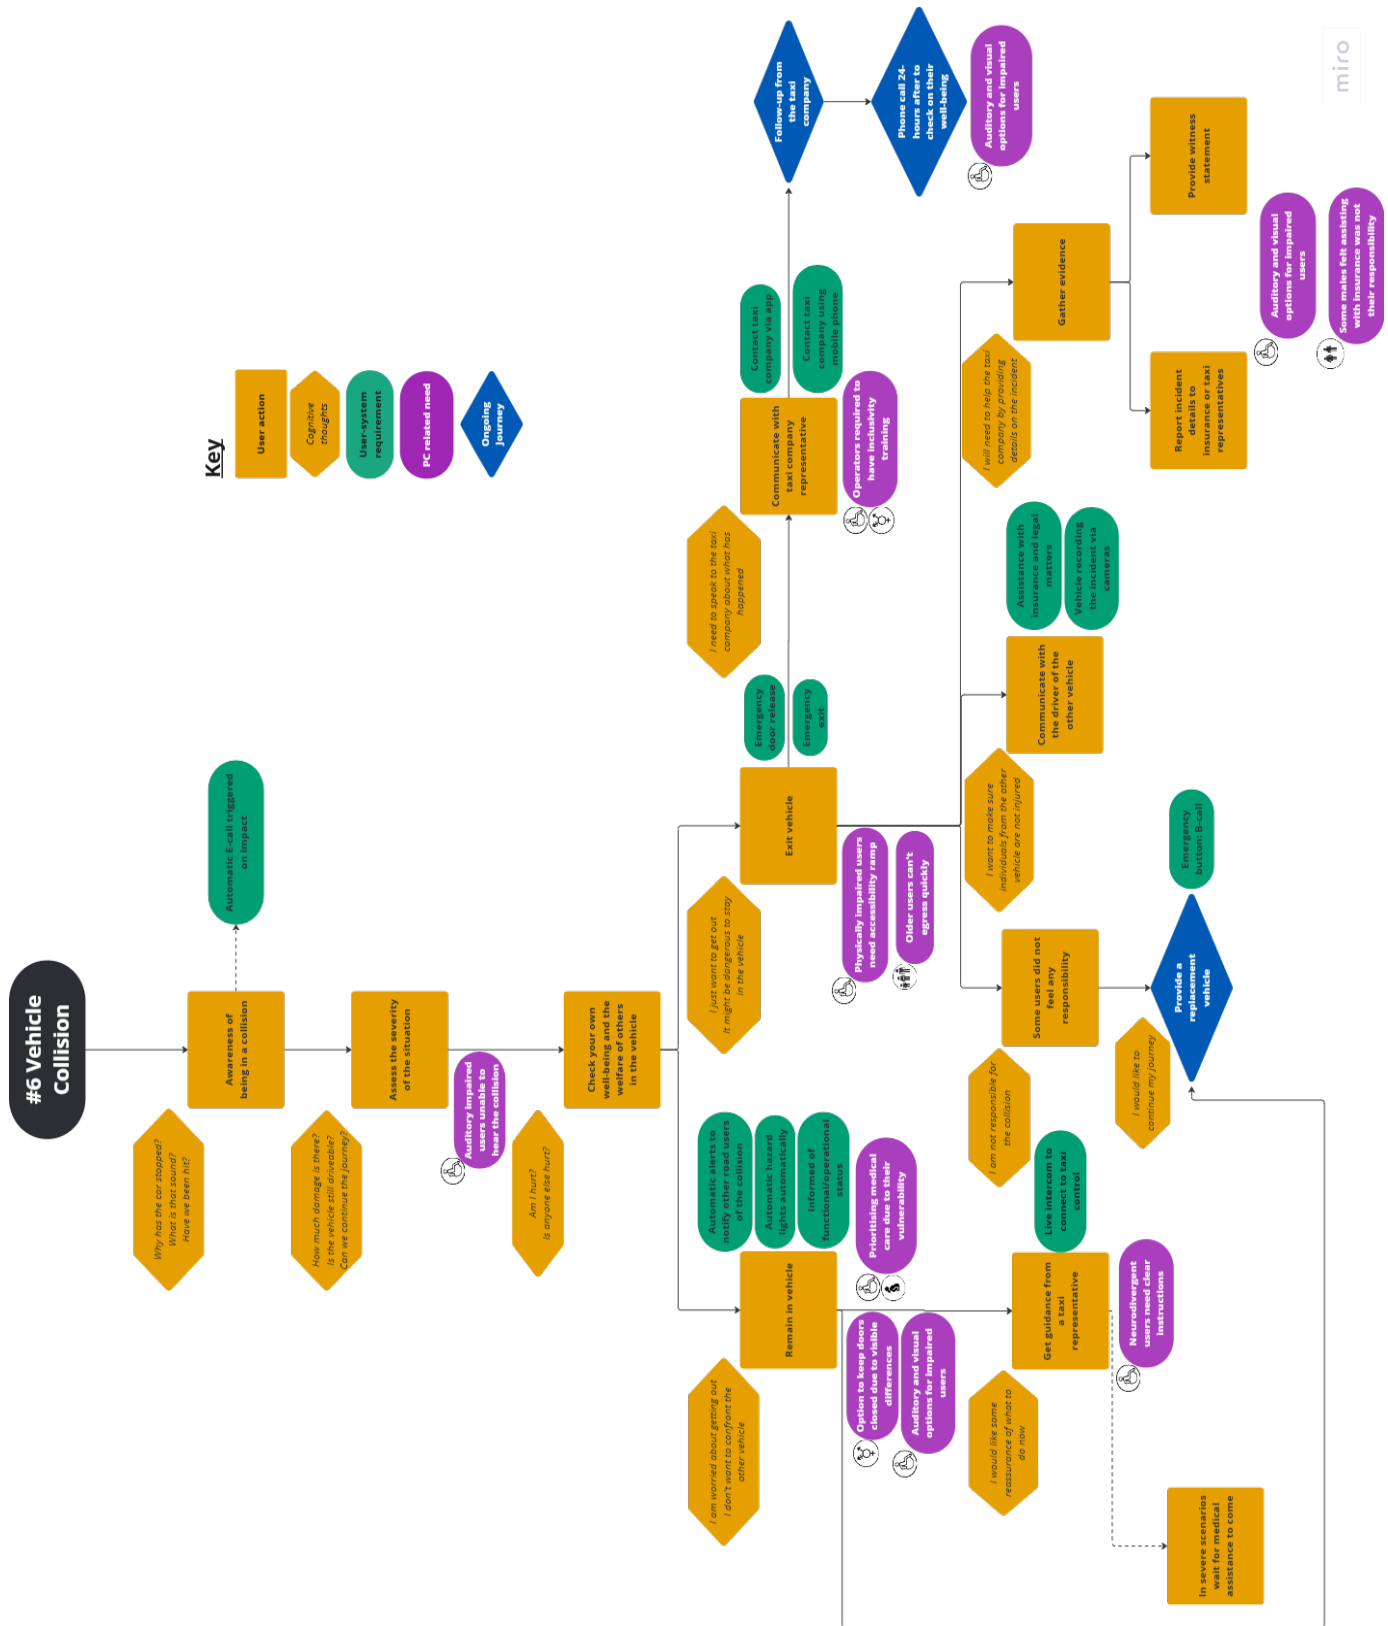 #6 Vehicle
Collision
Key
User action
Cognitive
thoughts
User-system
requirement
PC related need
Ongoing
Journey
Why has the car stopped?
What is that sound?
Have we been hit?
Awareness of
being in a collision
Automatic E-call triggered
on impact
How much damage is there?
Is the vehicle still driveable?
Can we continue the journey?
Assess the severity
of the situation
Auditory impaired
users unable to
hear the collision
Am I hurt?
Is anyone else hurt?
Check your own
well-being and the
welfare of others
in the vehicle
I am worried about getting out
I don't want to confront the
other vehicle
Remain in vehicle
Automatic alerts to
notify other road users
of the collision
Automatic hazard
lights automatically
Informed of
functional/operational
status
Option to keep doors
closed due to visible
differences
Auditory and visual
options for impaired
users
Prioritising medical
care due to their
vulnerability
I just want to get out
It might be dangerous to stay
in the vehicle
Exit vehicle
Emergency
door release
Emergency
exit
Physically impaired users
need accessibility ramp
Older users can't
egress quickly
I need to speak to the taxi
company about what has
happened
Communicate with
taxi company
representative
Contact taxi
company via app
Contact taxi
company using
mobile phone
Operators required to
have inclusivity
training
Follow-up from
the taxi
company
Phone call 24-
hours after to
check on their
well-being
Auditory and visual
options for impaired
users
I would like some
reassurance of what to
do now
Get guidance from
a taxi
representative
Live intercom to
connect to taxi
control
Neurodivergent
users need clear
instructions
In severe scenarios
wait for medical
assistance to come
I am not responsible for
the collision
Some users did not
feel any
responsibility
I would like to
continue my journey
Provide a
replacement
vehicle
Emergency
button: B-call
I want to make sure
individuals from the other
vehicle are not injured
Communicate with
the driver of the
other vehicle
Assistance with
insurance and legal
matters
Vehicle recording
the incident via
cameras
I will need to help the taxi
company by providing
details on the incident
Gather evidence
Report incident
details to
insurance or taxi
representatives
Provide witness
statement
Auditory and visual
options for impaired
users
Some males felt assisting
with insurance was not
their responsibility
miro